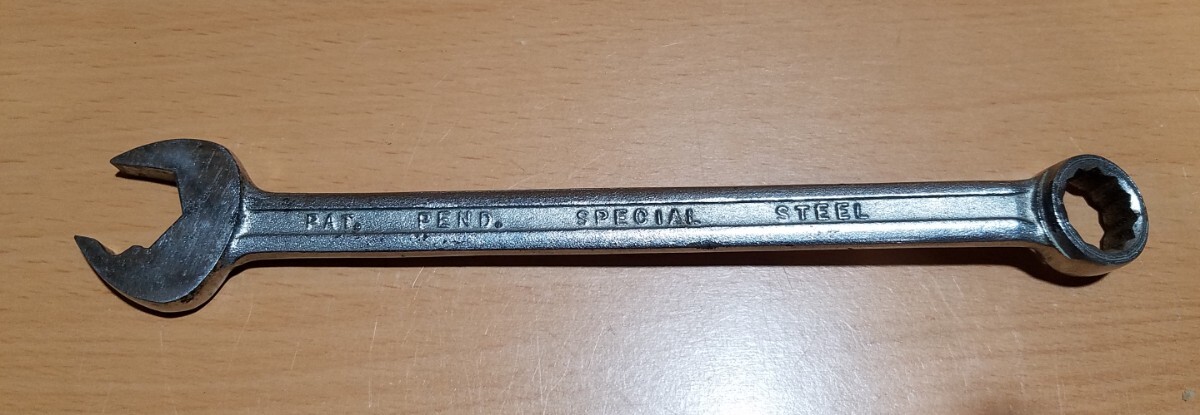 PAT. PEND. SPECIAL STEEL